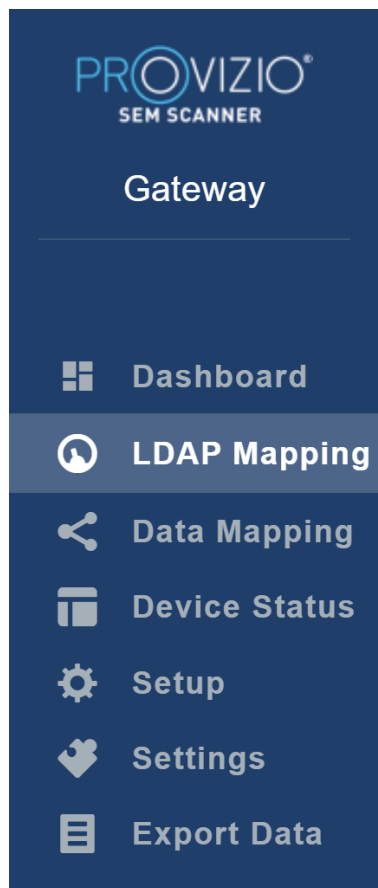 PROVIZIO®
SEM SCANNER
Gateway
Dashboard
LDAP Mapping
Data Mapping
Device Status
Setup
Settings
Export Data